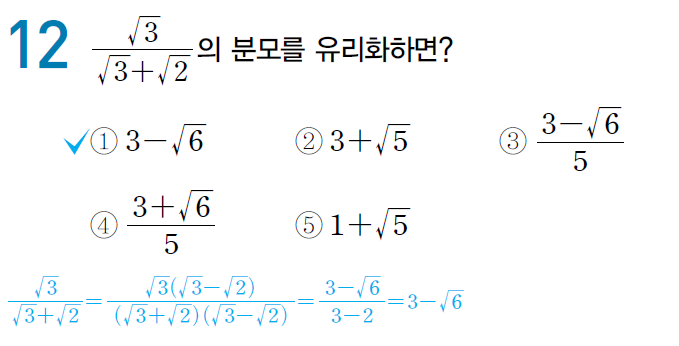 12 √3/(√3+√2) 의 분모를 유리화하면?
✓① 3−√6 ② 3+√5 ③ (3−√6)/5
④ (3+√6)/5 ⑤ 1+√5
√3/(√3+√2) = √3(√3−√2)/((√3+√2)(√3−√2)) = (3−√6)/(3−2) = 3−√6